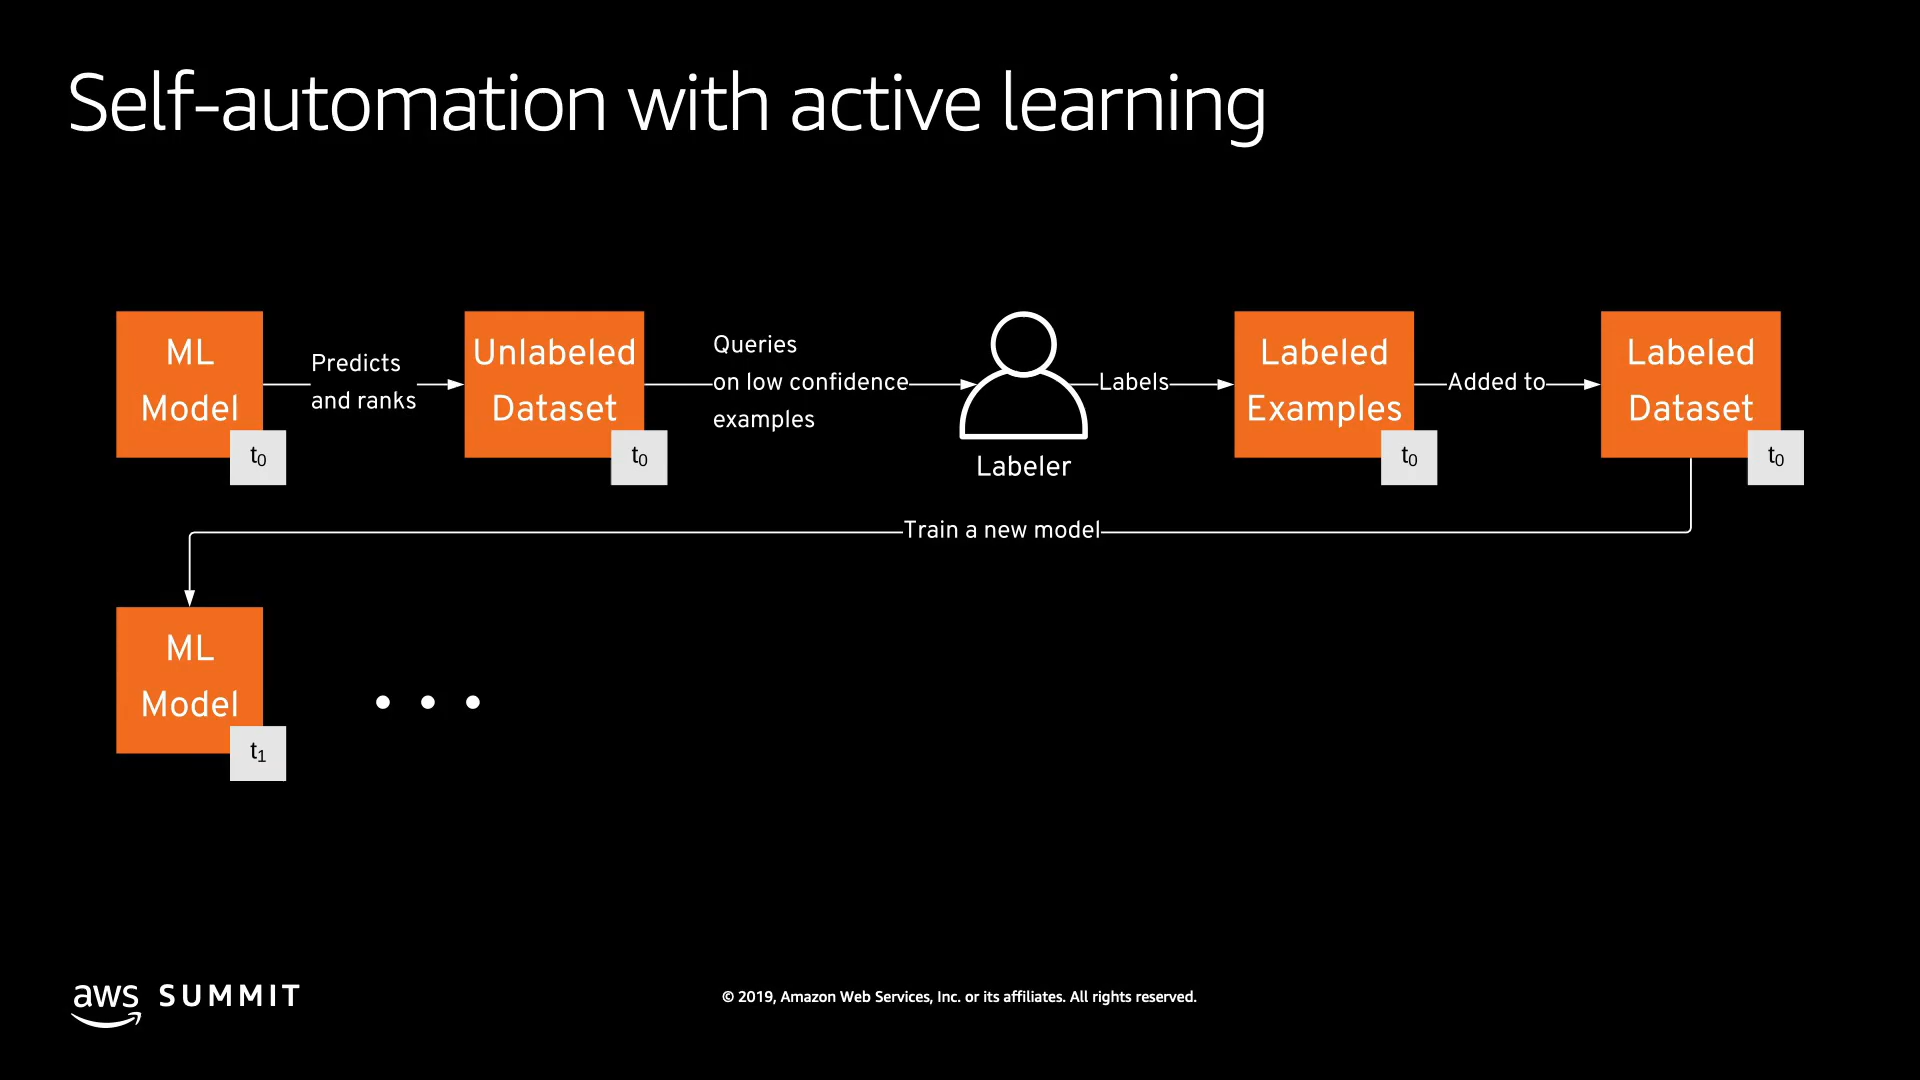 Self-automation with active learning
ML
Model
t0
Predicts
and ranks
Unlabeled
Dataset
t0
Queries
on low confidence
examples
Labeler
Labels
Labeled
Examples
t0
Added to
Labeled
Dataset
t0
Train a new model
ML
Model
t1
aws SUMMIT
© 2019, Amazon Web Services, Inc. or its affiliates. All rights reserved.